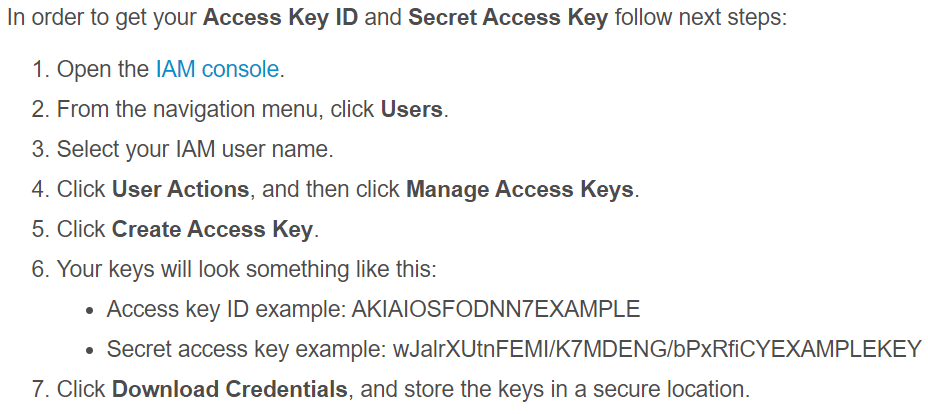 In order to get your Access Key ID and Secret Access Key follow next steps:
1. Open the IAM console.
2. From the navigation menu, click Users.
3. Select your IAM user name.
4. Click User Actions, and then click Manage Access Keys.
5. Click Create Access Key.
6. Your keys will look something like this:
• Access key ID example: AKIAIOSFODNN7EXAMPLE
• Secret access key example: wJalrXUtnFEMI/K7MDENG/bPxRfiCYEXAMPLEKEY
7. Click Download Credentials, and store the keys in a secure location.